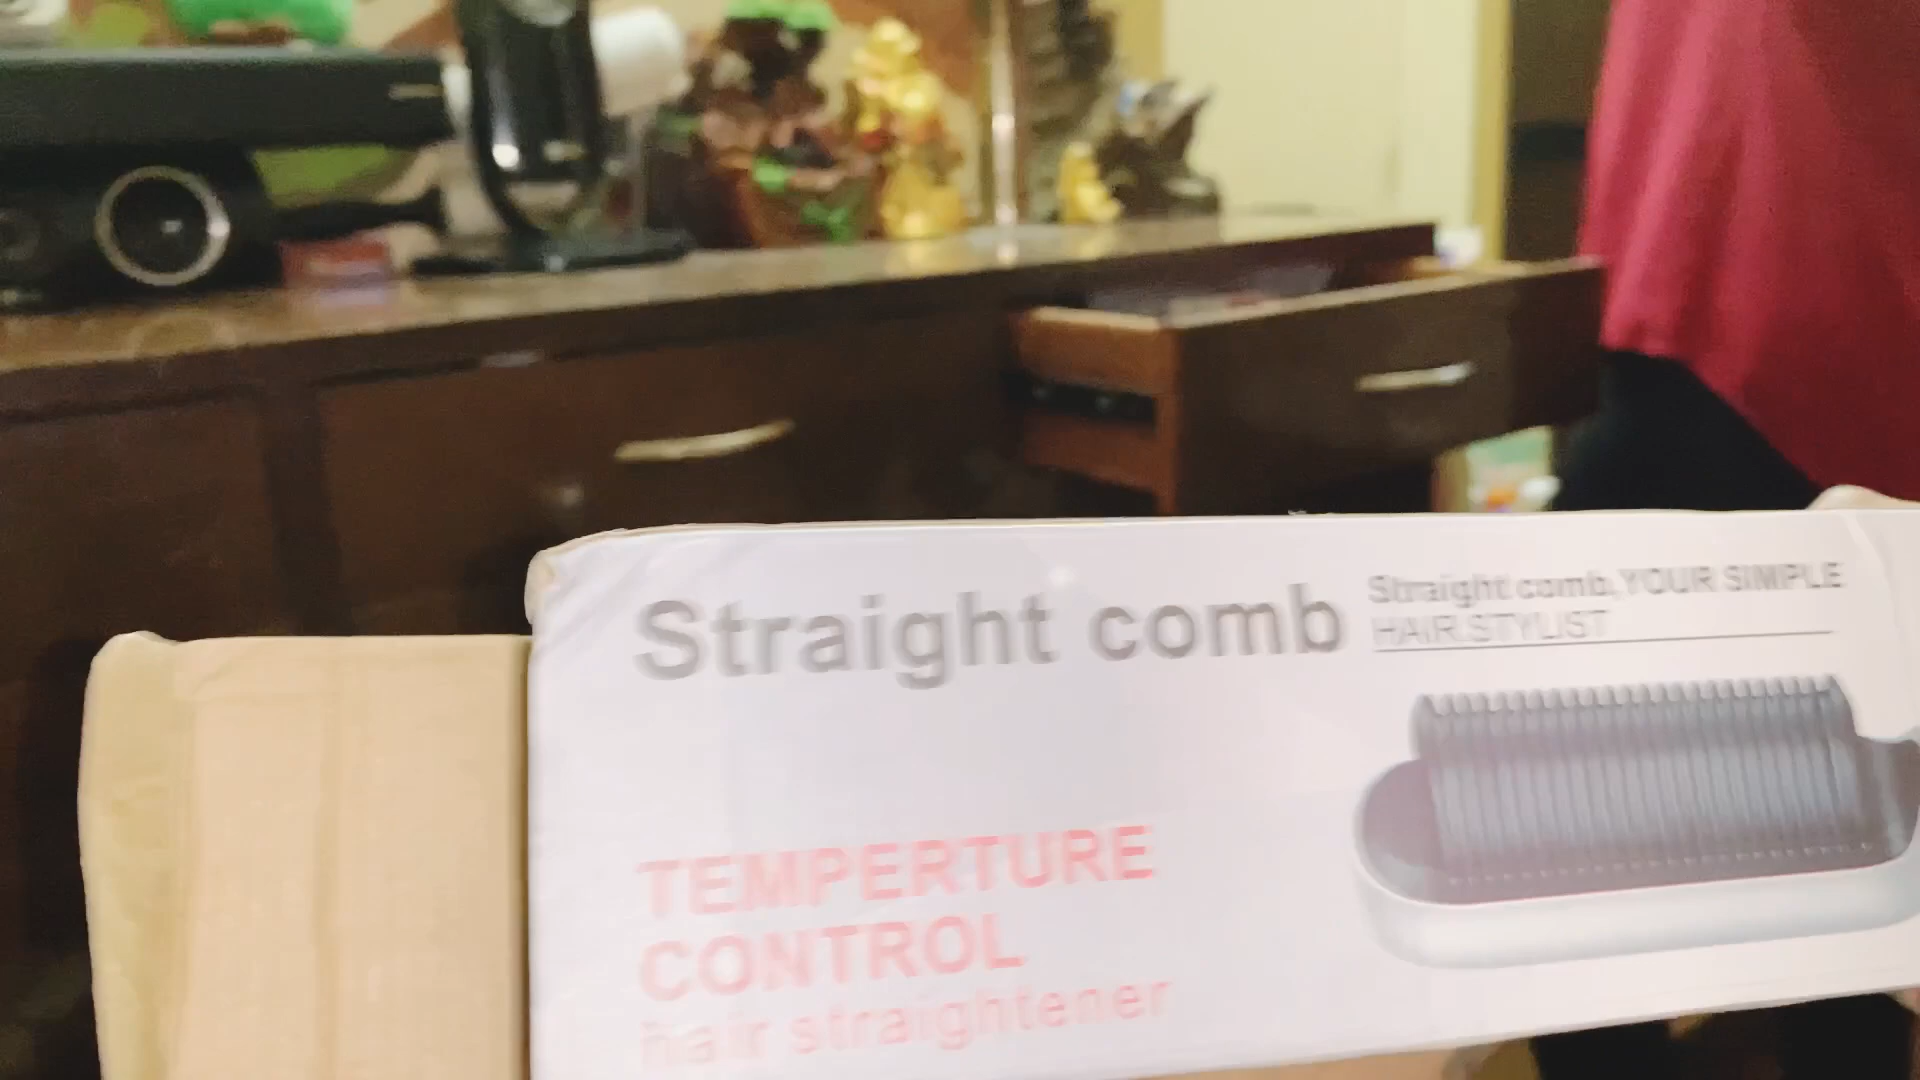 Straight comb
Straight comb, YOUR SIMPLE
HAIR STYLIST
TEMPERTURE
CONTROL
hair straightener